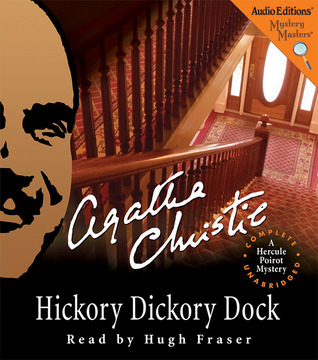 Audio Editions®
Mystery
Masters®
Agatha
Christie
COMPLETE
A
Hercule
Poirot
Mystery
UNABRIDGED
Hickory Dickory Dock
Read by Hugh Fraser